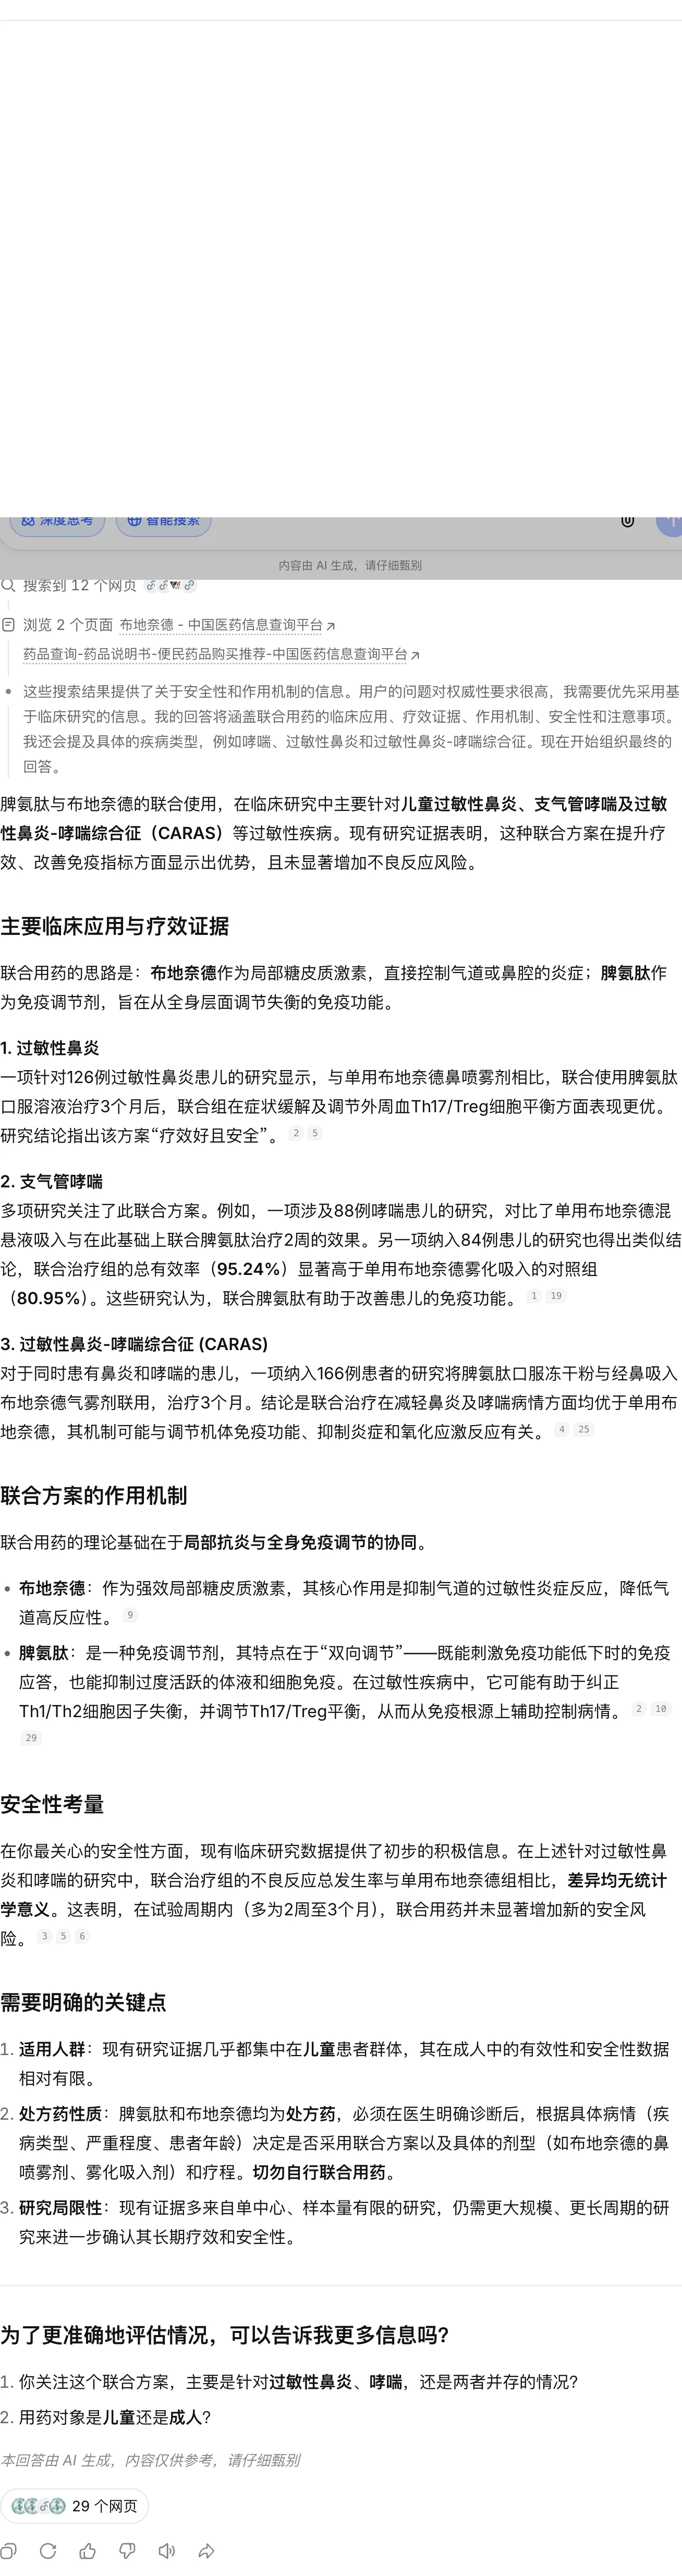 深度思考 智能搜索
内容由 AI 生成，请仔细甄别
搜索到 12 个网页
浏览 2 个页面 布地奈德 - 中国医药信息查询平台
药品查询-药品说明书-便民药品购买推荐-中国医药信息查询平台
这些搜索结果提供了关于安全性和作用机制的信息。用户的问题对权威性要求很高，我需要优先采用基
于临床研究的信息。我的回答将涵盖联合用药的临床应用、疗效证据、作用机制、安全性和注意事项。
我还会提及具体的疾病类型，例如哮喘、过敏性鼻炎和过敏性鼻炎-哮喘综合征。现在开始组织最终的
回答。
脾氨肽与布地奈德的联合使用，在临床研究中主要针对儿童过敏性鼻炎、支气管哮喘及过敏
性鼻炎-哮喘综合征（CARAS）等过敏性疾病。现有研究证据表明，这种联合方案在提升疗
效、改善免疫指标方面显示出优势，且未显著增加不良反应风险。
主要临床应用与疗效证据
联合用药的思路是：布地奈德作为局部糖皮质激素，直接控制气道或鼻腔的炎症；脾氨肽作
为免疫调节剂，旨在从全身层面调节失衡的免疫功能。
1. 过敏性鼻炎
一项针对126例过敏性鼻炎患儿的研究显示，与单用布地奈德鼻喷雾剂相比，联合使用脾氨肽
口服溶液治疗3个月后，联合组在症状缓解及调节外周血Th17/Treg细胞平衡方面表现更优。
研究结论指出该方案“疗效好且安全”。 2 5
2. 支气管哮喘
多项研究关注了此联合方案。例如，一项涉及88例哮喘患儿的研究，对比了单用布地奈德混
悬液吸入与在此基础上联合脾氨肽治疗2周的效果。另一项纳入84例患儿的研究也得出类似结
论，联合治疗组的总有效率（95.24%）显著高于单用布地奈德雾化吸入的对照组
（80.95%）。这些研究认为，联合脾氨肽有助于改善患儿的免疫功能。 1 19
3. 过敏性鼻炎-哮喘综合征 (CARAS)
对于同时患有鼻炎和哮喘的患儿，一项纳入166例患者的研究将脾氨肽口服冻干粉与经鼻吸入
布地奈德气雾剂联用，治疗3个月。结论是联合治疗在减轻鼻炎及哮喘病情方面均优于单用布
地奈德，其机制可能与调节机体免疫功能、抑制炎症和氧化应激反应有关。 4 25
联合方案的作用机制
联合用药的理论基础在于局部抗炎与全身免疫调节的协同。
• 布地奈德：作为强效局部糖皮质激素，其核心作用是抑制气道的过敏性炎症反应，降低气
道高反应性。 9
• 脾氨肽：是一种免疫调节剂，其特点在于“双向调节”——既能刺激免疫功能低下时的免疫
应答，也能抑制过度活跃的体液和细胞免疫。在过敏性疾病中，它可能有助于纠正
Th1/Th2细胞因子失衡，并调节Th17/Treg平衡，从而从免疫根源上辅助控制病情。 2 10
29
安全性考量
在你最关心的安全性方面，现有临床研究数据提供了初步的积极信息。在上述针对过敏性鼻
炎和哮喘的研究中，联合治疗组的不良反应总发生率与单用布地奈德组相比，差异均无统计
学意义。这表明，在试验周期内（多为2周至3个月），联合用药并未显著增加新的安全风
险。 3 5 6
需要明确的关键点
1. 适用人群：现有研究证据几乎都集中在儿童患者群体，其在成人中的有效性和安全性数据
相对有限。
2. 处方药性质：脾氨肽和布地奈德均为处方药，必须在医生明确诊断后，根据具体病情（疾
病类型、严重程度、患者年龄）决定是否采用联合方案以及具体的剂型（如布地奈德的鼻
喷雾剂、雾化吸入剂）和疗程。切勿自行联合用药。
3. 研究局限性：现有证据多来自单中心、样本量有限的研究，仍需更大规模、更长周期的研
究来进一步确认其长期疗效和安全性。
为了更准确地评估情况，可以告诉我更多信息吗?
1. 你关注这个联合方案，主要是针对过敏性鼻炎、哮喘，还是两者并存的情况?
2. 用药对象是儿童还是成人?
本回答由 AI 生成，内容仅供参考，请仔细甄别
29 个网页